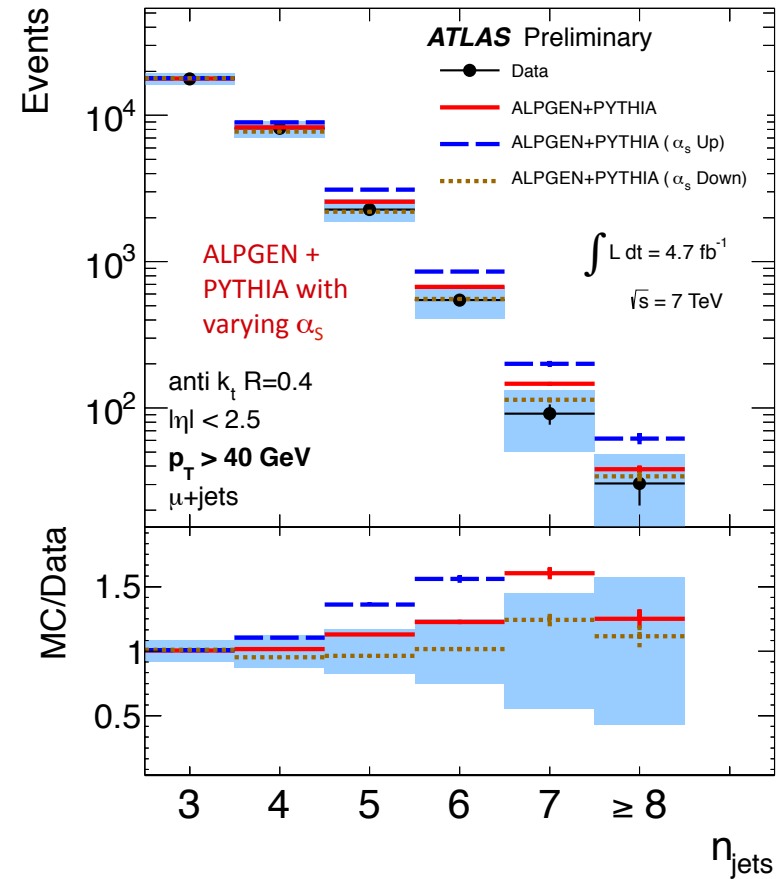 ATLAS Preliminary
Data
ALPGEN+PYTHIA
ALPGEN+PYTHIA ( αs Up)
ALPGEN+PYTHIA ( αs Down)
∫ L dt = 4.7 fb⁻¹
√s = 7 TeV
ALPGEN +
PYTHIA with
varying αS
anti kt R=0.4
|η| < 2.5
pT > 40 GeV
μ+jets
Events
10⁴
10³
10²
MC/Data
1.5
1
0.5
3 4 5 6 7 ≥ 8
njets